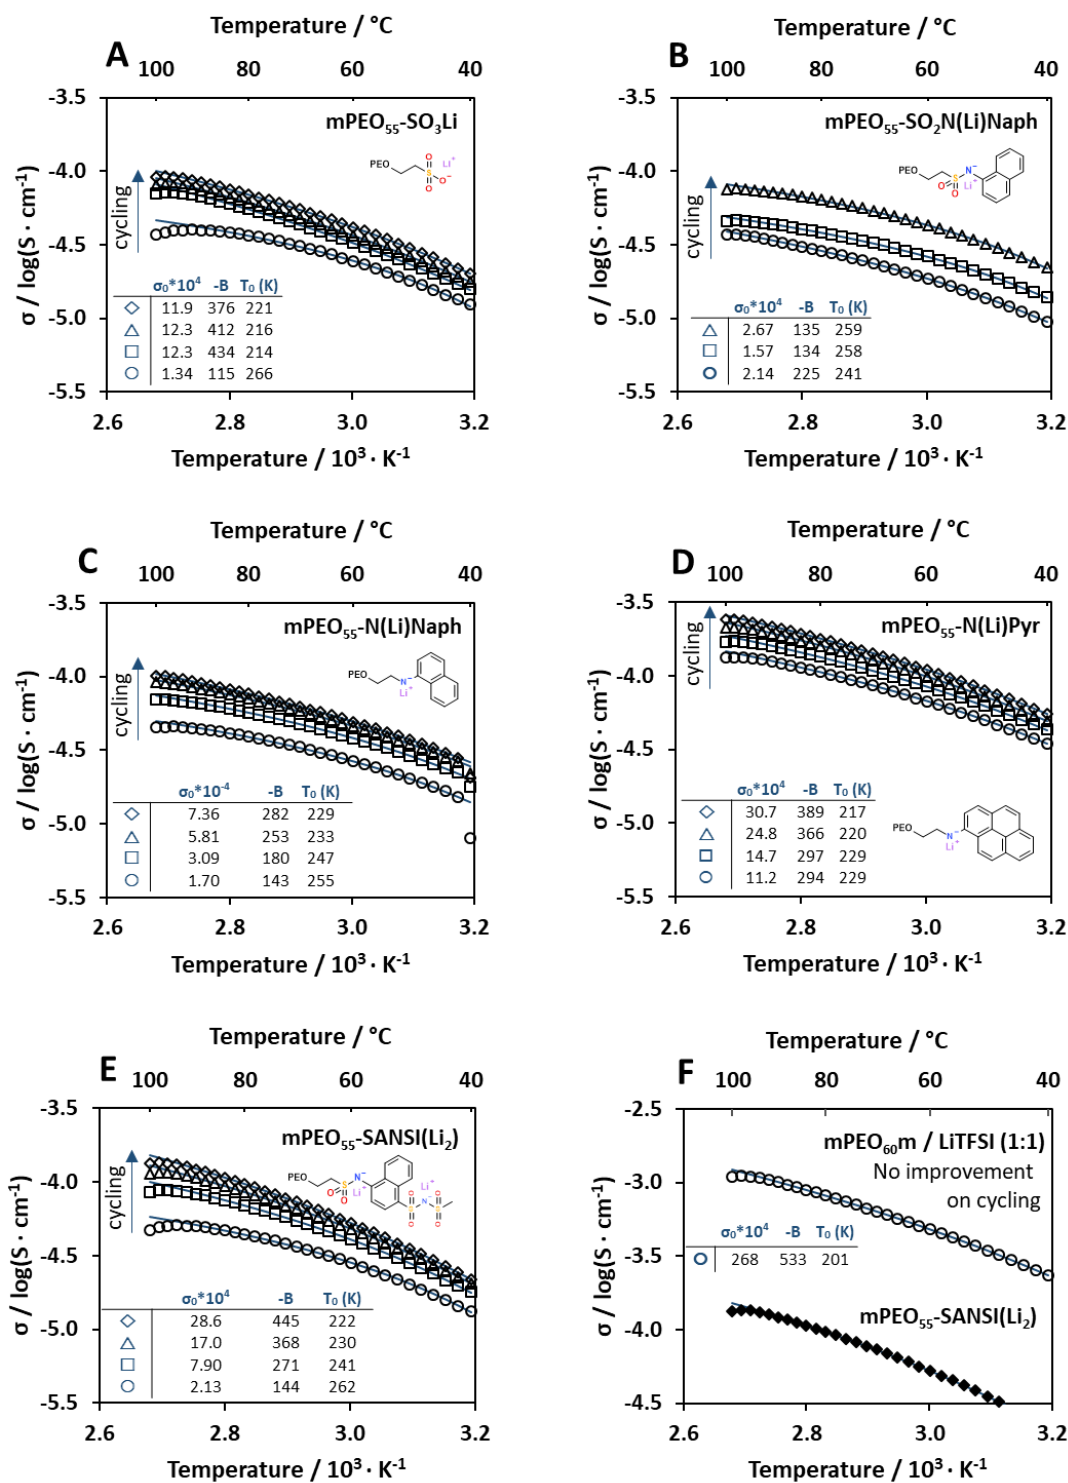 Temperature / °C
A
100 80 60 40
-3.5
-4.0
-4.5
-5.0
-5.5
σ / log(S · cm⁻¹)
mPEO₅₅-SO₃Li
PEO
S
O
O
O⁻
Li⁺
cycling
σ₀*10⁴ -B T₀ (K)
11.9 376 221
12.3 412 216
12.3 434 214
1.34 115 266
2.6 2.8 3.0 3.2
Temperature / 10³ · K⁻¹
Temperature / °C
B
100 80 60 40
-3.5
-4.0
-4.5
-5.0
-5.5
σ / log(S · cm⁻¹)
mPEO₅₅-SO₂N(Li)Naph
PEO
S
O
O
N⁻
Li⁺
cycling
σ₀*10⁴ -B T₀ (K)
2.67 135 259
1.57 134 258
2.14 225 241
2.6 2.8 3.0 3.2
Temperature / 10³ · K⁻¹
Temperature / °C
C
100 80 60 40
-3.5
-4.0
-4.5
-5.0
-5.5
σ / log(S · cm⁻¹)
mPEO₅₅-N(Li)Naph
PEO
N⁻
Li⁺
cycling
σ₀*10⁻⁴ -B T₀ (K)
7.36 282 229
5.81 253 233
3.09 180 247
1.70 143 255
2.6 2.8 3.0 3.2
Temperature / 10³ · K⁻¹
Temperature / °C
D
100 80 60 40
-3.5
-4.0
-4.5
-5.0
-5.5
σ / log(S · cm⁻¹)
mPEO₅₅-N(Li)Pyr
cycling
σ₀*10⁴ -B T₀ (K)
30.7 389 217
24.8 366 220
14.7 297 229
11.2 294 229
PEO
N⁻
Li⁺
2.6 2.8 3.0 3.2
Temperature / 10³ · K⁻¹
Temperature / °C
E
100 80 60 40
-3.5
-4.0
-4.5
-5.0
-5.5
σ / log(S · cm⁻¹)
mPEO₅₅-SANSI(Li₂)
PEO
S
O
O
N⁻
Li⁺
Li⁺
O
S
O
N⁻
O
S
O
cycling
σ₀*10⁴ -B T₀ (K)
28.6 445 222
17.0 368 230
7.90 271 241
2.13 144 262
2.6 2.8 3.0 3.2
Temperature / 10³ · K⁻¹
Temperature / °C
F
100 80 60 40
-2.5
-3.0
-3.5
-4.0
-4.5
σ / log(S · cm⁻¹)
mPEO₆₀m / LiTFSI (1:1)
No improvement
on cycling
σ₀*10⁴ -B T₀ (K)
268 533 201
mPEO₅₅-SANSI(Li₂)
2.6 2.8 3.0 3.2
Temperature / 10³ · K⁻¹